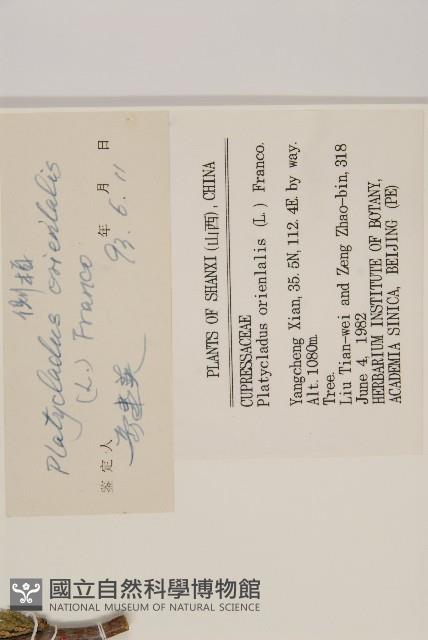 侧柏
Platycladus orienlalis
(L.) Franco
鉴定人 年 月 日
93. 6. 11
PLANTS OF SHANXI (山西), CHINA
CUPRESSACEAE
Platycladus orienlalis (L.) Franco.
Yangcheng Xian, 35. 5N, 112. 4E. by way.
Alt. 1080m.
Tree.
Liu Tian-wei and Zeng Zhao-bin, 318
June 4, 1982
HERBARIUM INSTITUTE OF BOTANY,
ACADEMIA SINICA, BEIJING (PE)
國立自然科學博物館
NATIONAL MUSEUM OF NATURAL SCIENCE